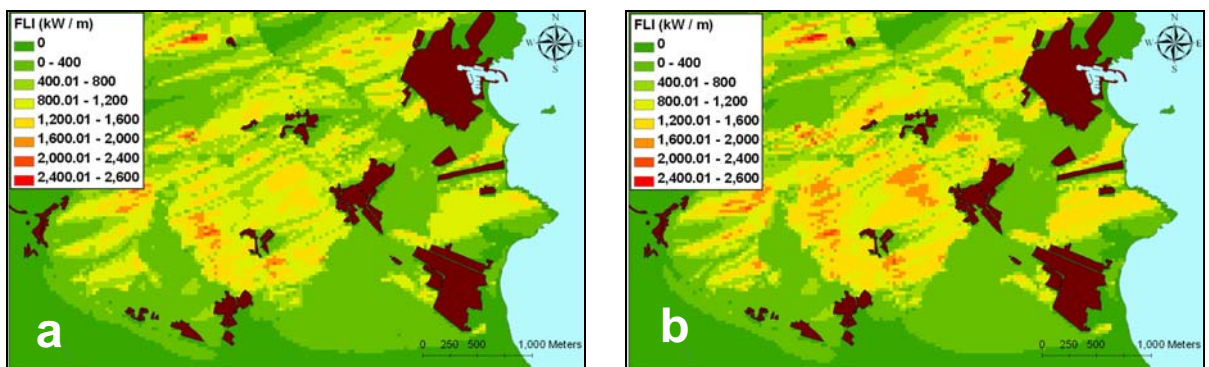 FLI (kW / m)
0
0 - 400
400.01 - 800
800.01 - 1,200
1,200.01 - 1,600
1,600.01 - 2,000
2,000.01 - 2,400
2,400.01 - 2,600
N
W E
S
a
0 250 500 1,000 Meters
FLI (kW / m)
0
0 - 400
400.01 - 800
800.01 - 1,200
1,200.01 - 1,600
1,600.01 - 2,000
2,000.01 - 2,400
2,400.01 - 2,600
N
W E
S
b
0 250 500 1,000 Meters